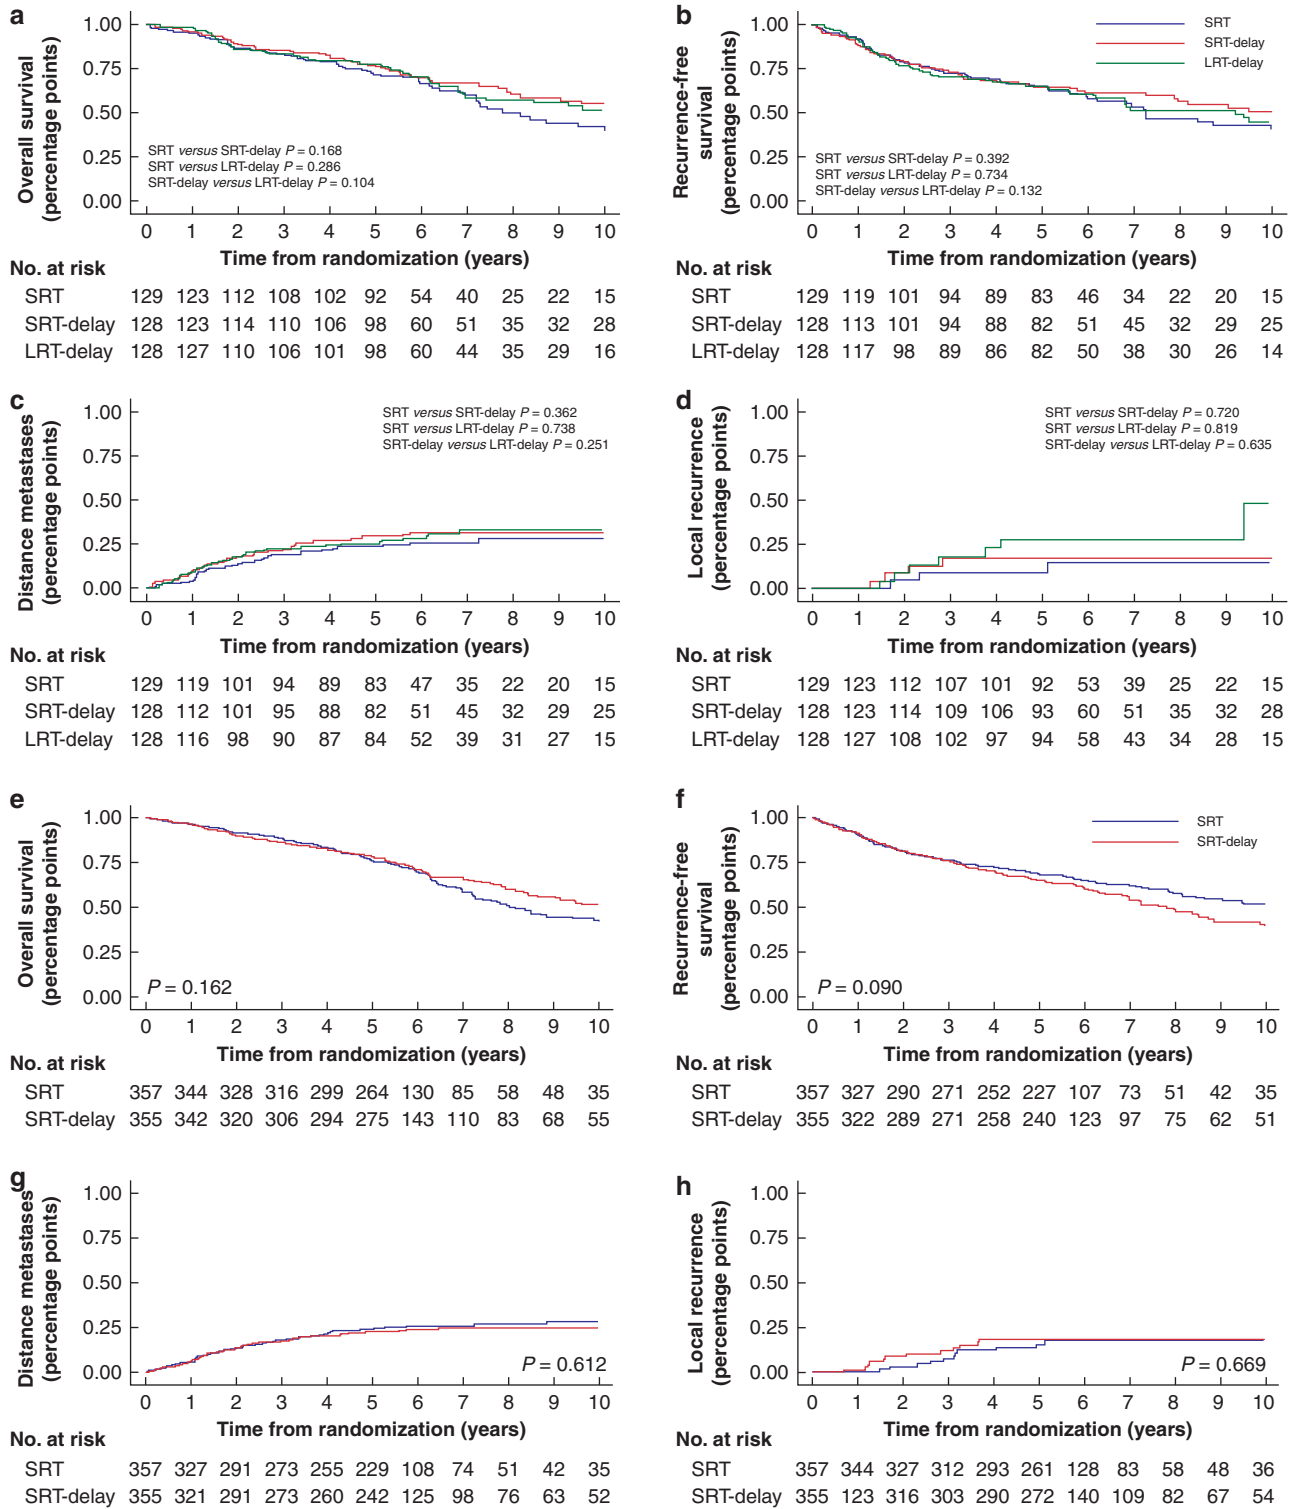 a
1.00
0.75
0.50
0.25
0.00
Overall survival
(percentage points)
SRT versus SRT-delay P = 0.168
SRT versus LRT-delay P = 0.286
SRT-delay versus LRT-delay P = 0.104
0 1 2 3 4 5 6 7 8 9 10
Time from randomization (years)
No. at risk
SRT 129 123 112 108 102 92 54 40 25 22 15
SRT-delay 128 123 114 110 106 98 60 51 35 32 28
LRT-delay 128 127 110 106 101 98 60 44 35 29 16
b
1.00
0.75
0.50
0.25
0.00
Recurrence-free
survival
(percentage points)
SRT
SRT-delay
LRT-delay
SRT versus SRT-delay P = 0.392
SRT versus LRT-delay P = 0.734
SRT-delay versus LRT-delay P = 0.132
0 1 2 3 4 5 6 7 8 9 10
Time from randomization (years)
No. at risk
SRT 129 119 101 94 89 83 46 34 22 20 15
SRT-delay 128 113 101 94 88 82 51 45 32 29 25
LRT-delay 128 117 98 89 86 82 50 38 30 26 14
c
1.00
0.75
0.50
0.25
0.00
Distance metastases
(percentage points)
SRT versus SRT-delay P = 0.362
SRT versus LRT-delay P = 0.738
SRT-delay versus LRT-delay P = 0.251
0 1 2 3 4 5 6 7 8 9 10
Time from randomization (years)
No. at risk
SRT 129 119 101 94 89 83 47 35 22 20 15
SRT-delay 128 112 101 95 88 82 51 45 32 29 25
LRT-delay 128 116 98 90 87 84 52 39 31 27 15
d
1.00
0.75
0.50
0.25
0.00
Local recurrence
(percentage points)
SRT versus SRT-delay P = 0.720
SRT versus LRT-delay P = 0.819
SRT-delay versus LRT-delay P = 0.635
0 1 2 3 4 5 6 7 8 9 10
Time from randomization (years)
No. at risk
SRT 129 123 112 107 101 92 53 39 25 22 15
SRT-delay 128 123 114 109 106 93 60 51 35 32 28
LRT-delay 128 127 108 102 97 94 58 43 34 28 15
e
1.00
0.75
0.50
0.25
0.00
Overall survival
(percentage points)
P = 0.162
0 1 2 3 4 5 6 7 8 9 10
Time from randomization (years)
No. at risk
SRT 357 344 328 316 299 264 130 85 58 48 35
SRT-delay 355 342 320 306 294 275 143 110 83 68 55
f
1.00
0.75
0.50
0.25
0.00
Recurrence-free
survival
(percentage points)
SRT
SRT-delay
P = 0.090
0 1 2 3 4 5 6 7 8 9 10
Time from randomization (years)
No. at risk
SRT 357 327 290 271 252 227 107 73 51 42 35
SRT-delay 355 322 289 271 258 240 123 97 75 62 51
g
1.00
0.75
0.50
0.25
0.00
Distance metastases
(percentage points)
P = 0.612
0 1 2 3 4 5 6 7 8 9 10
Time from randomization (years)
No. at risk
SRT 357 327 291 273 255 229 108 74 51 42 35
SRT-delay 355 321 291 273 260 242 125 98 76 63 52
h
1.00
0.75
0.50
0.25
0.00
Local recurrence
(percentage points)
P = 0.669
0 1 2 3 4 5 6 7 8 9 10
Time from randomization (years)
No. at risk
SRT 357 344 327 312 293 261 128 83 58 48 36
SRT-delay 355 123 316 303 290 272 140 109 82 67 54